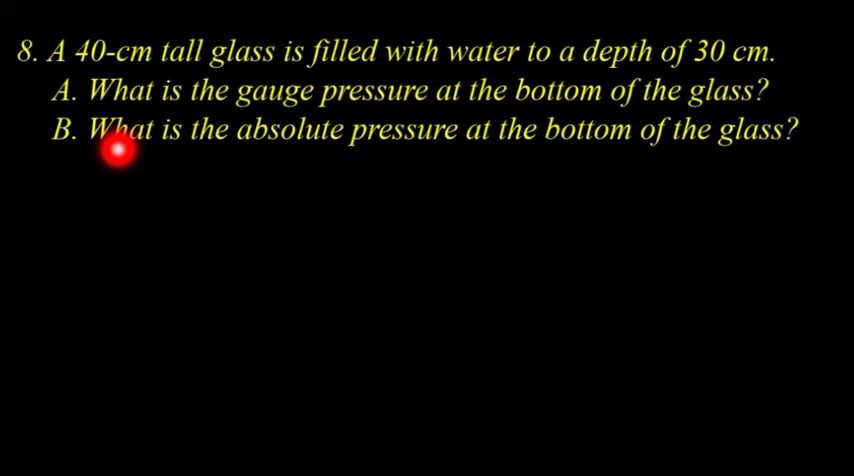 8. A 40-cm tall glass is filled with water to a depth of 30 cm.
A. What is the gauge pressure at the bottom of the glass?
B. What is the absolute pressure at the bottom of the glass?